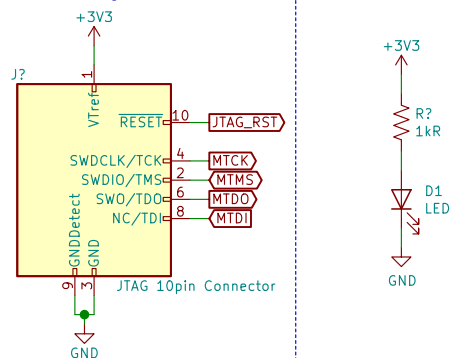 +3V3
J?
1
VTref
RESET 10 JTAG_RST
SWDCLK/TCK 4 MTCK
SWDIO/TMS 2 MTMS
SWO/TDO 6 MTDO
NC/TDI 8 MTDI
GNDDetect
GND
9
3
JTAG 10pin Connector
GND
+3V3
R?
1kR
D1
LED
GND